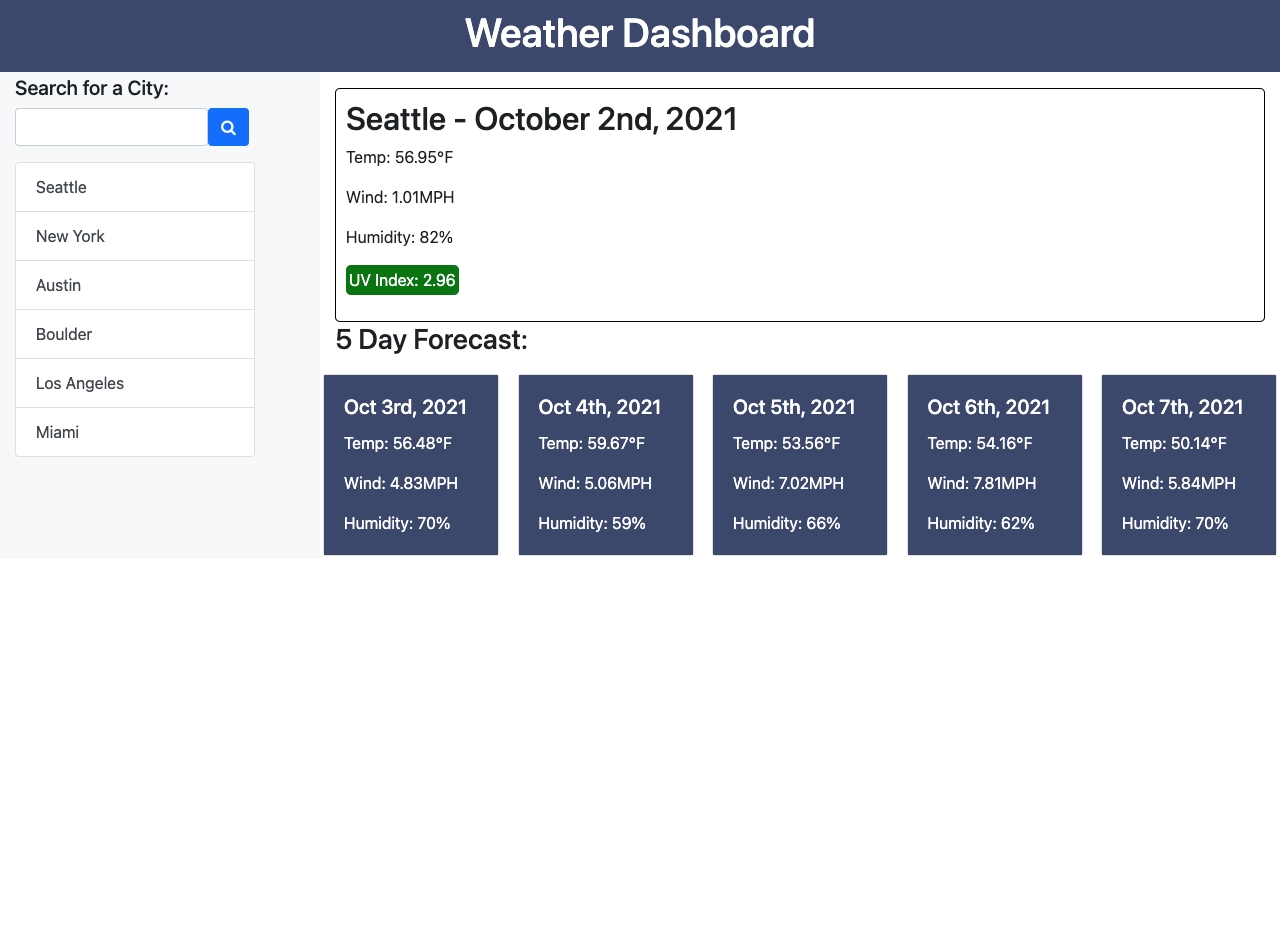 Weather Dashboard
Search for a City:
Seattle
New York
Austin
Boulder
Los Angeles
Miami
Seattle - October 2nd, 2021
Temp: 56.95°F
Wind: 1.01MPH
Humidity: 82%
UV Index: 2.96
5 Day Forecast:
Oct 3rd, 2021
Temp: 56.48°F
Wind: 4.83MPH
Humidity: 70%
Oct 4th, 2021
Temp: 59.67°F
Wind: 5.06MPH
Humidity: 59%
Oct 5th, 2021
Temp: 53.56°F
Wind: 7.02MPH
Humidity: 66%
Oct 6th, 2021
Temp: 54.16°F
Wind: 7.81MPH
Humidity: 62%
Oct 7th, 2021
Temp: 50.14°F
Wind: 5.84MPH
Humidity: 70%